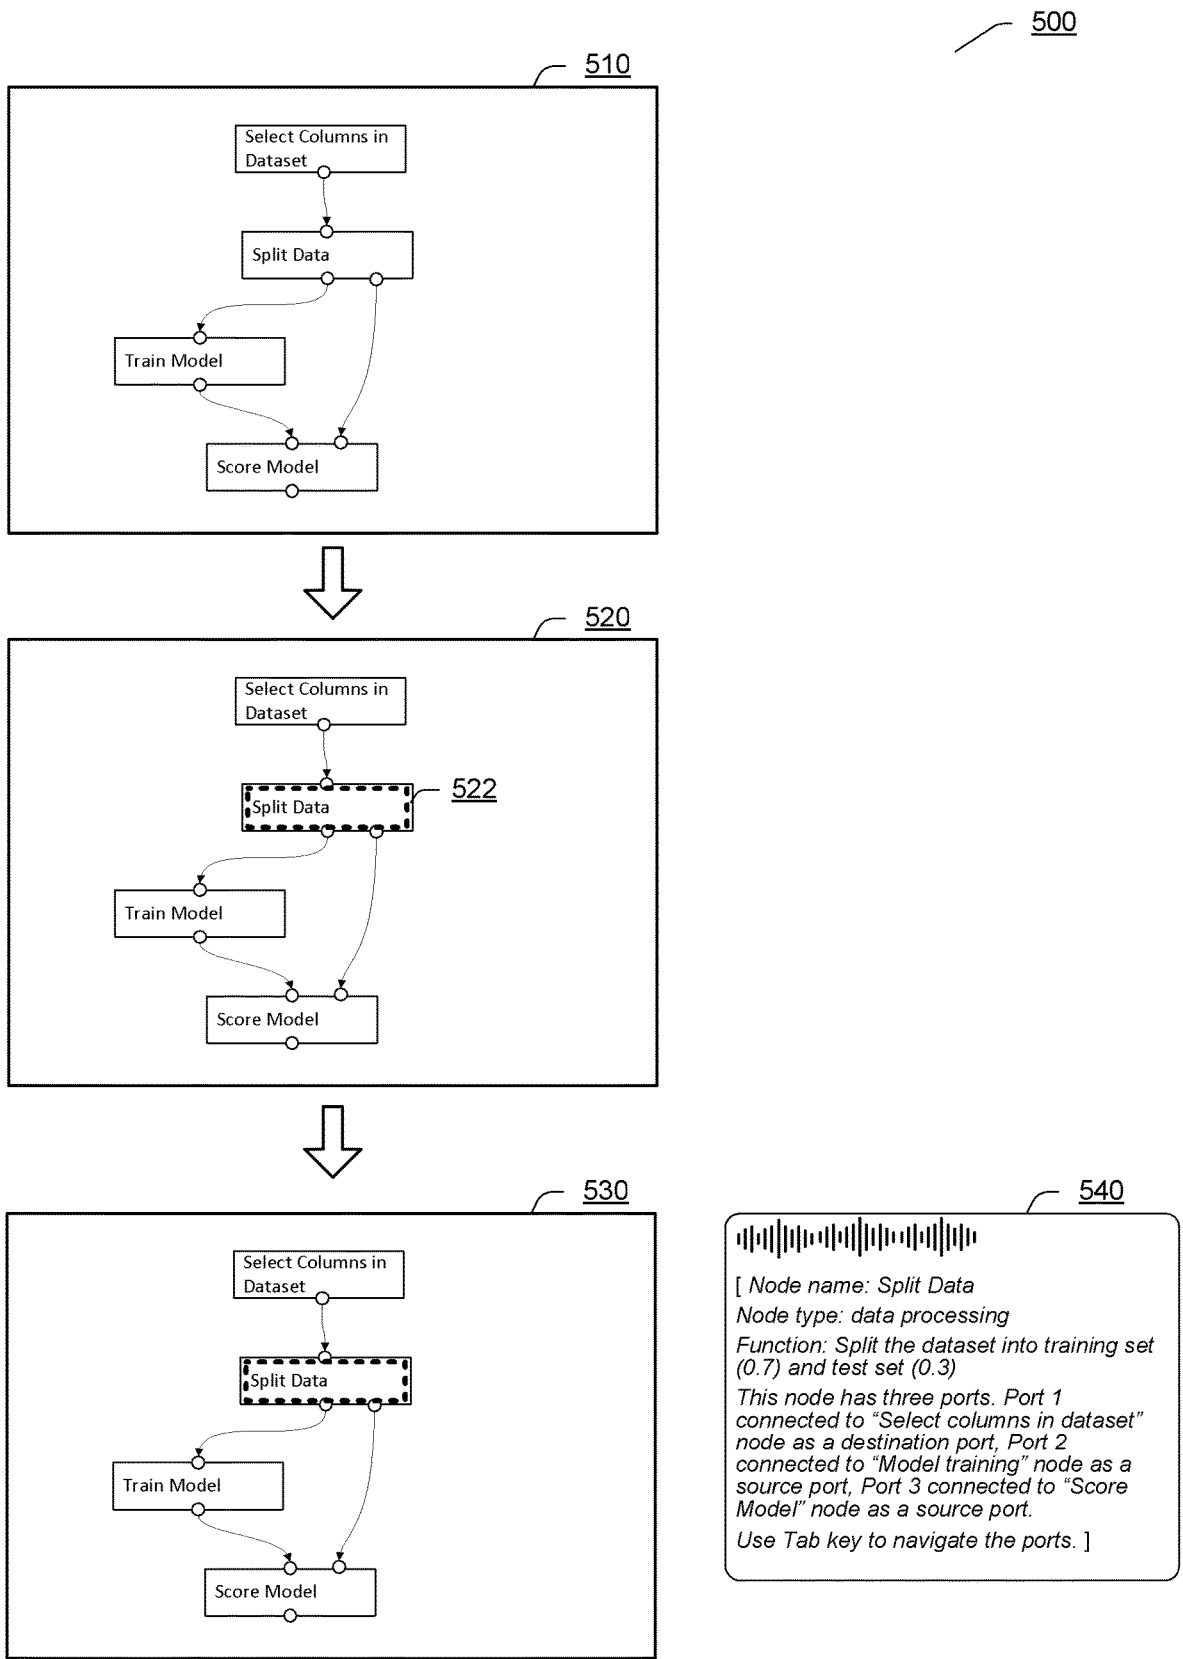 500
510
Select Columns in
Dataset
Split Data
Train Model
Score Model
520
Select Columns in
Dataset
Split Data
522
Train Model
Score Model
530
Select Columns in
Dataset
Split Data
Train Model
Score Model
540
[ Node name: Split Data
Node type: data processing
Function: Split the dataset into training set
(0.7) and test set (0.3)
This node has three ports. Port 1
connected to “Select columns in dataset”
node as a destination port, Port 2
connected to “Model training” node as a
source port, Port 3 connected to “Score
Model” node as a source port.
Use Tab key to navigate the ports. ]